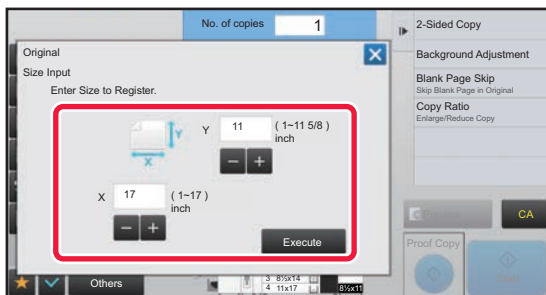 No. of copies 1
2-Sided Copy
Original
Background Adjustment
Size Input
Blank Page Skip
Skip Blank Page in Original
Enter Size to Register.
Copy Ratio
Enlarge/Reduce Copy
Y 11 ( 1~11 5/8 )
inch
Y
X
X 17 ( 1~17 )
inch
CA
Execute
Proof Copy
Others
3 8½x14
4 11x17
8½x11